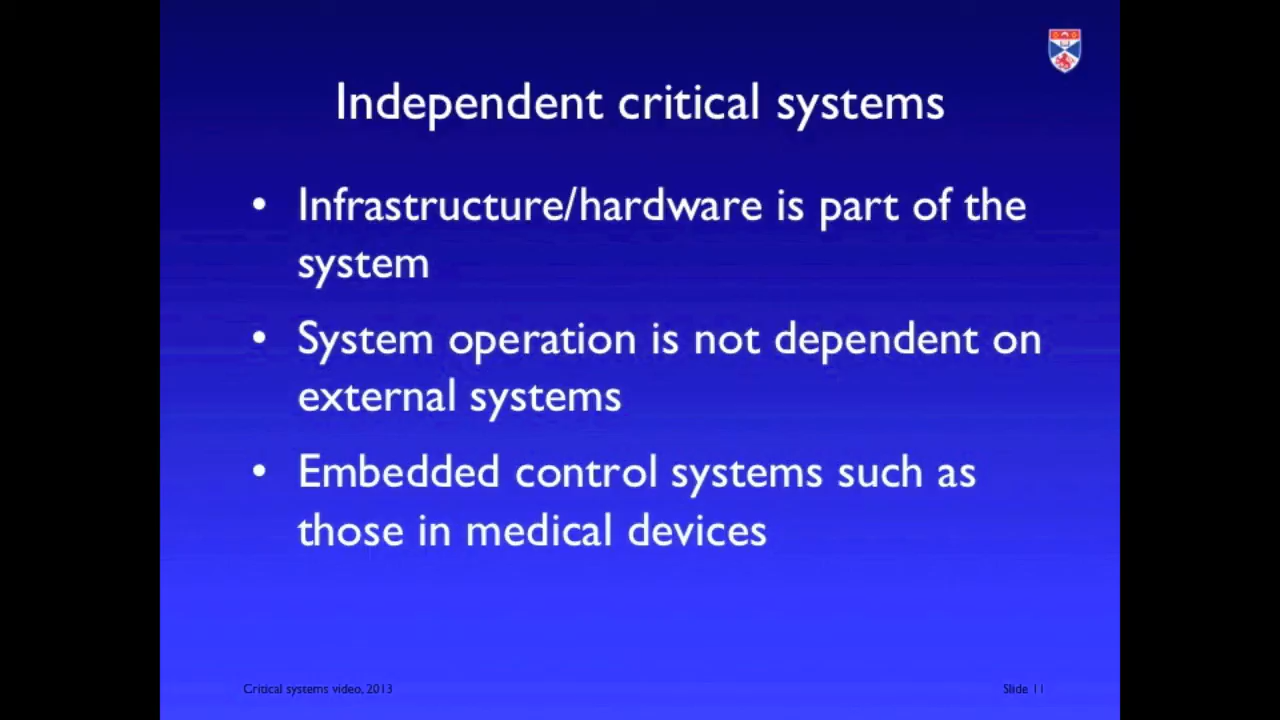 Independent critical systems
• Infrastructure/hardware is part of the
system
• System operation is not dependent on
external systems
• Embedded control systems such as
those in medical devices
Critical systems video, 2013
Slide 11